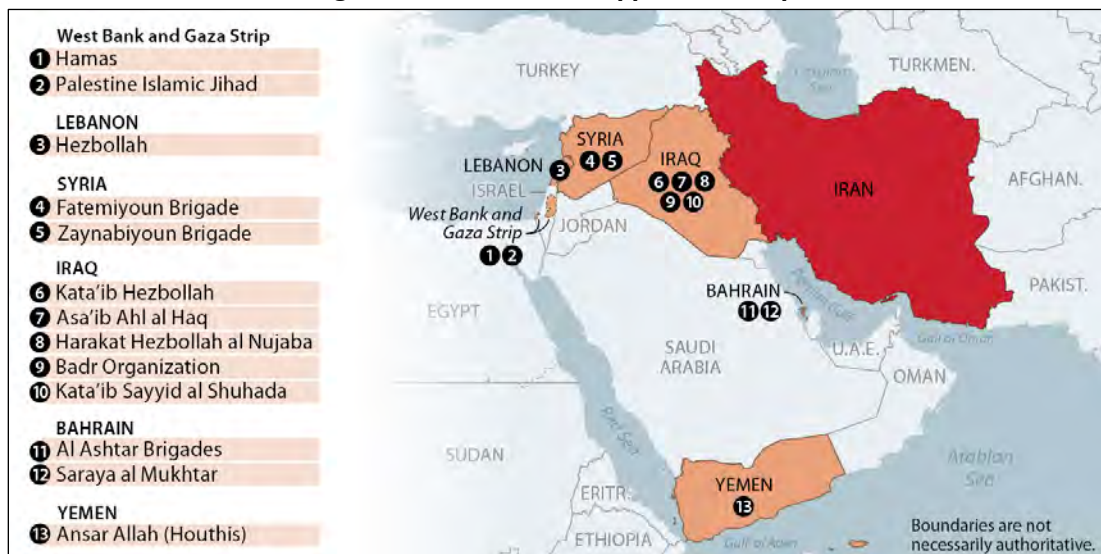 West Bank and Gaza Strip
1 Hamas
2 Palestine Islamic Jihad
LEBANON
3 Hezbollah
SYRIA
4 Fatemiyoun Brigade
5 Zaynabiyoun Brigade
IRAQ
6 Kata'ib Hezbollah
7 Asa'ib Ahl al Haq
8 Harakat Hezbollah al Nujaba
9 Badr Organization
10 Kata'ib Sayyid al Shuhada
BAHRAIN
11 Al Ashtar Brigades
12 Saraya al Mukhtar
YEMEN
13 Ansar Allah (Houthis)
TURKEY
Caspian
Sea
TURKMEN.
SYRIA
4 5
LEBANON 3
IRAQ
6 7 8
9 10
IRAN
AFGHAN.
ISRAEL
West Bank and
Gaza Strip
1 2
JORDAN
PAKIST.
EGYPT
BAHRAIN
11 12
Persian Gulf
Gulf of Oman
U.A.E.
SAUDI
ARABIA
OMAN
Red Sea
SUDAN
Arabian
Sea
YEMEN
13
ERITR.
ETHIOPIA
Gulf of Aden
Boundaries are not
necessarily authoritative.